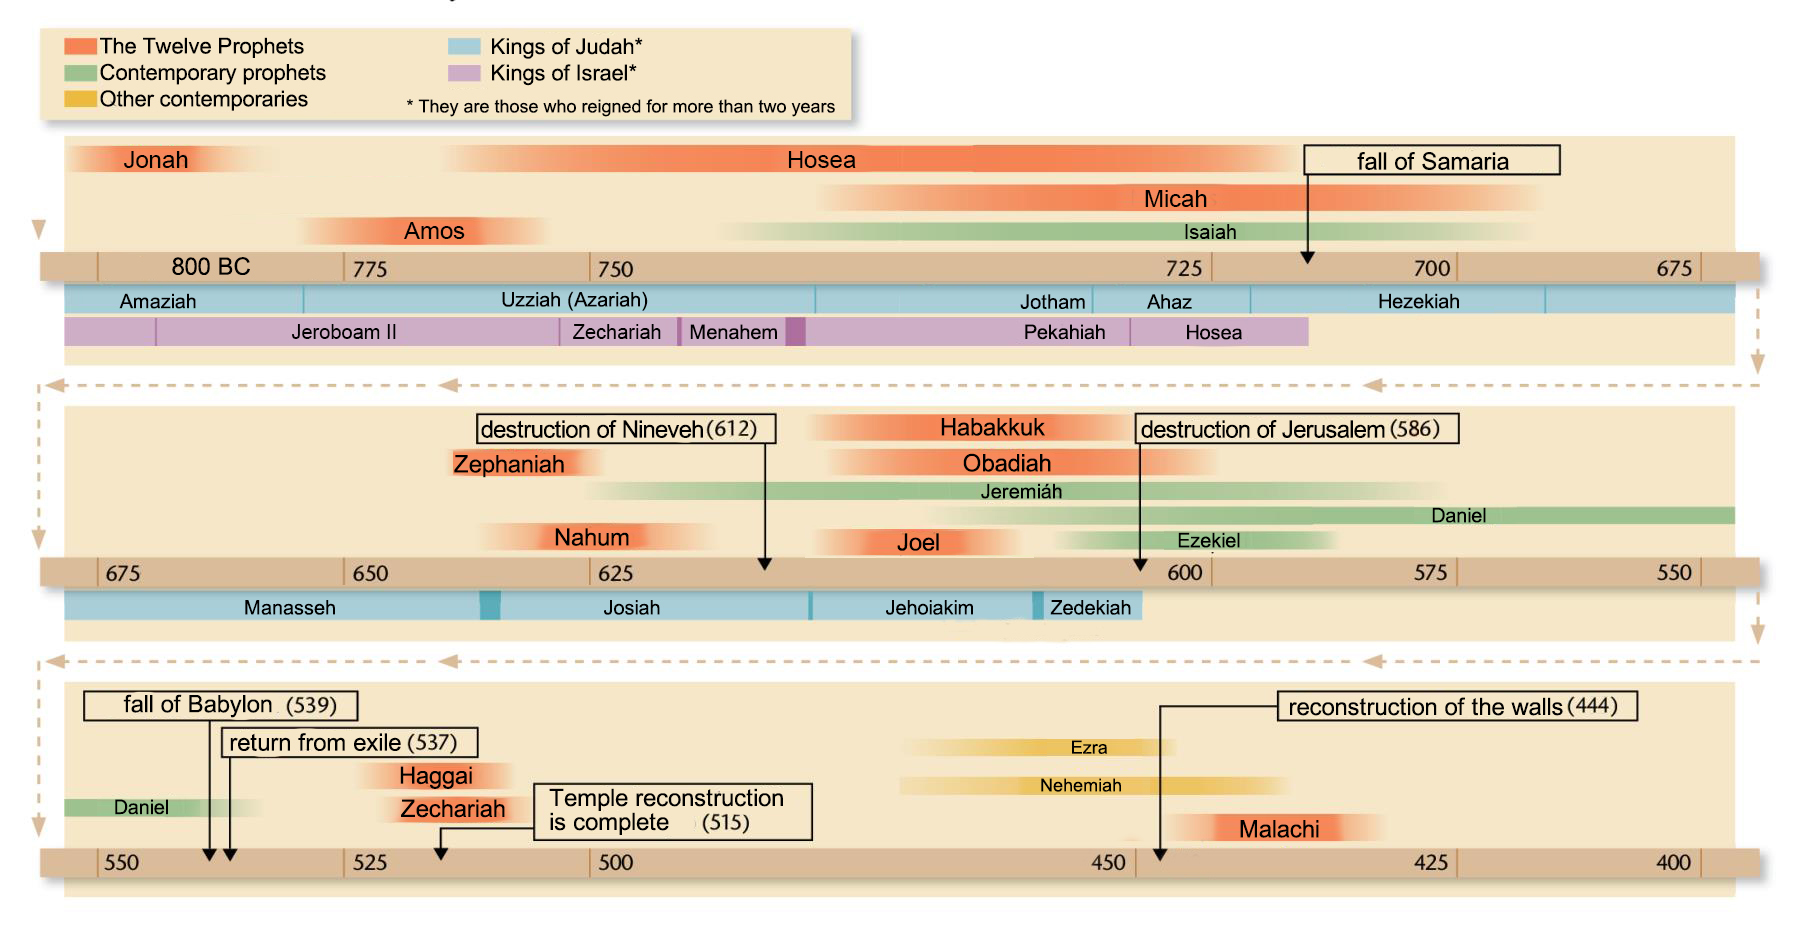 The Twelve Prophets
Contemporary prophets
Other contemporaries
Kings of Judah*
Kings of Israel*
* They are those who reigned for more than two years
Jonah
Hosea
fall of Samaria
Micah
Amos
Isaiah
800 BC 775 750 725 700 675
Amaziah Uzziah (Azariah) Jotham Ahaz Hezekiah
Jeroboam II Zechariah Menahem Pekahiah Hosea
destruction of Nineveh (612)
Habakkuk
destruction of Jerusalem (586)
Zephaniah
Obadiah
Jeremiáh
Daniel
Nahum
Joel
Ezekiel
675 650 625 600 575 550
Manasseh Josiah Jehoiakim Zedekiah
fall of Babylon (539)
reconstruction of the walls (444)
return from exile (537)
Ezra
Haggai
Nehemiah
Daniel
Zechariah
Temple reconstruction
is complete (515)
Malachi
550 525 500 450 425 400